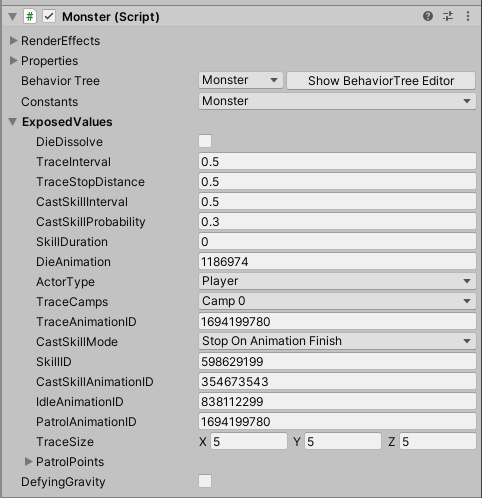 Monster (Script)
RenderEffects
Properties
Behavior Tree Monster Show BehaviorTree Editor
Constants Monster
ExposedValues
DieDissolve
TraceInterval 0.5
TraceStopDistance 0.5
CastSkillInterval 0.5
CastSkillProbability 0.3
SkillDuration 0
DieAnimation 1186974
ActorType Player
TraceCamps Camp 0
TraceAnimationID 1694199780
CastSkillMode Stop On Animation Finish
SkillID 598629199
CastSkillAnimationID 354673543
IdleAnimationID 838112299
PatrolAnimationID 1694199780
TraceSize X 5 Y 5 Z 5
PatrolPoints
DefyingGravity